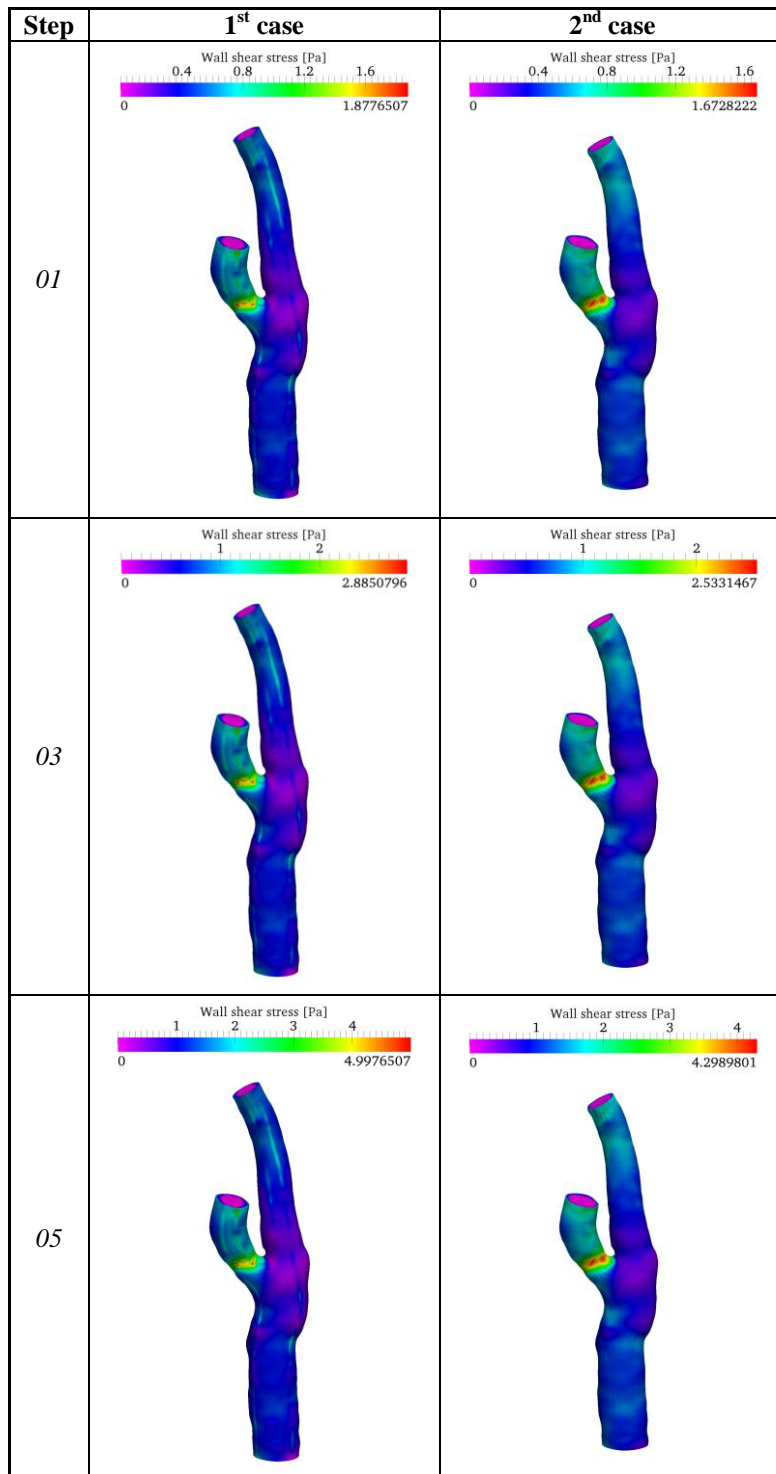 Step 1st case 2nd case
01
Wall shear stress [Pa]
0.4 0.8 1.2 1.6
0 1.8776507
Wall shear stress [Pa]
0.4 0.8 1.2 1.6
0 1.6728222
03
Wall shear stress [Pa]
1 2
0 2.8850796
Wall shear stress [Pa]
1 2
0 2.5331467
05
Wall shear stress [Pa]
1 2 3 4
0 4.9976507
Wall shear stress [Pa]
1 2 3 4
0 4.2989801